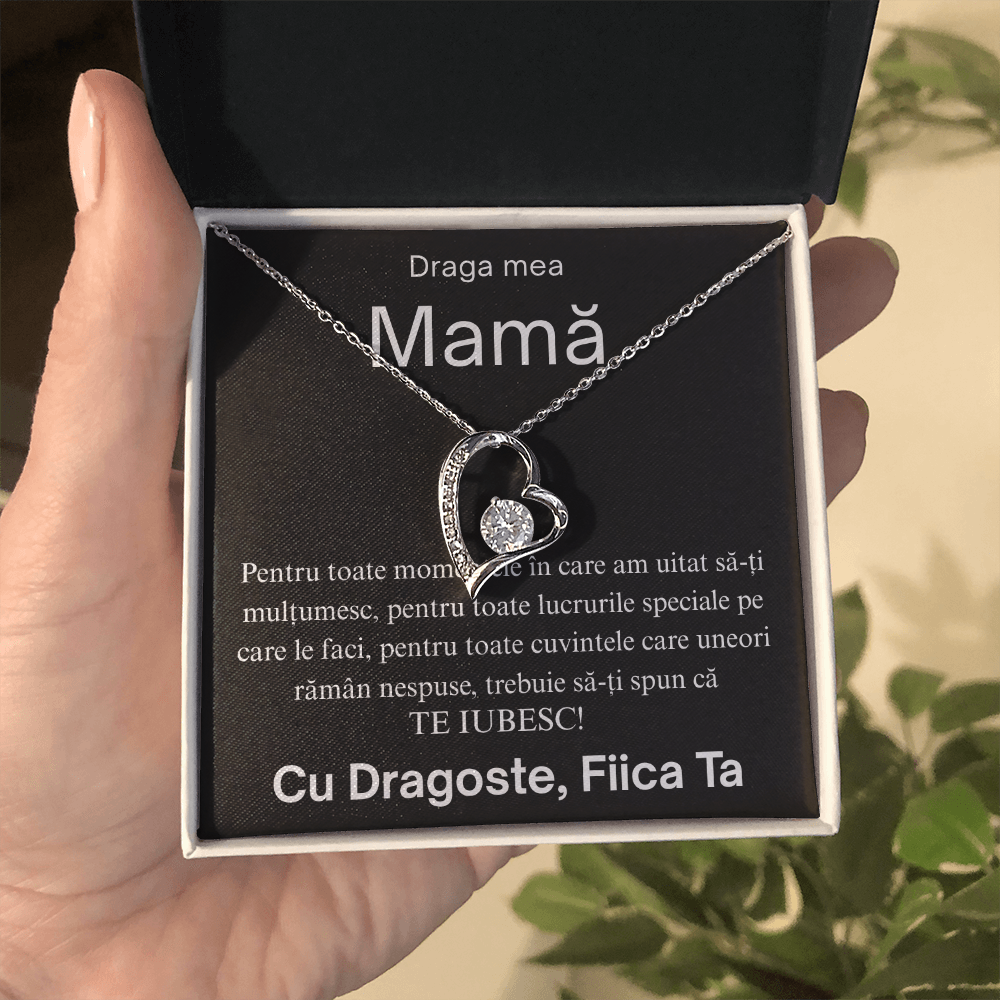 Draga mea
Mamă
Pentru toate momentele în care am uitat să-ți
mulțumesc, pentru toate lucrurile speciale pe
care le faci, pentru toate cuvintele care uneori
rămân nespuse, trebuie să-ți spun că
TE IUBESC!
Cu Dragoste, Fiica Ta